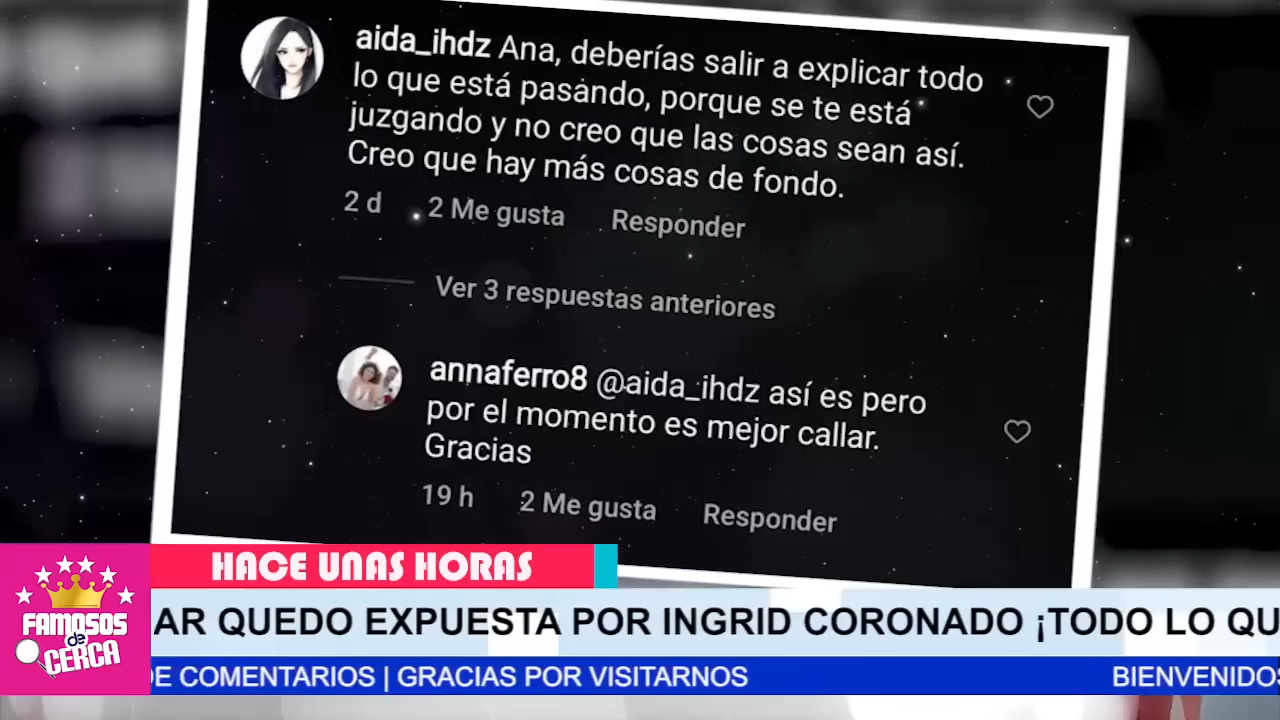 aida_ihdz Ana, deberías salir a explicar todo
lo que está pasando, porque se te está
juzgando y no creo que las cosas sean así.
Creo que hay más cosas de fondo.
2 d 2 Me gusta Responder
Ver 3 respuestas anteriores
annaferro8 @aida_ihdz así es pero
por el momento es mejor callar.
Gracias
19 h 2 Me gusta Responder
HACE UNAS HORAS
FAMOSOS
de
CERCA
AR QUEDO EXPUESTA POR INGRID CORONADO ¡TODO LO QU
DE COMENTARIOS | GRACIAS POR VISITARNOS BIENVENIDOS